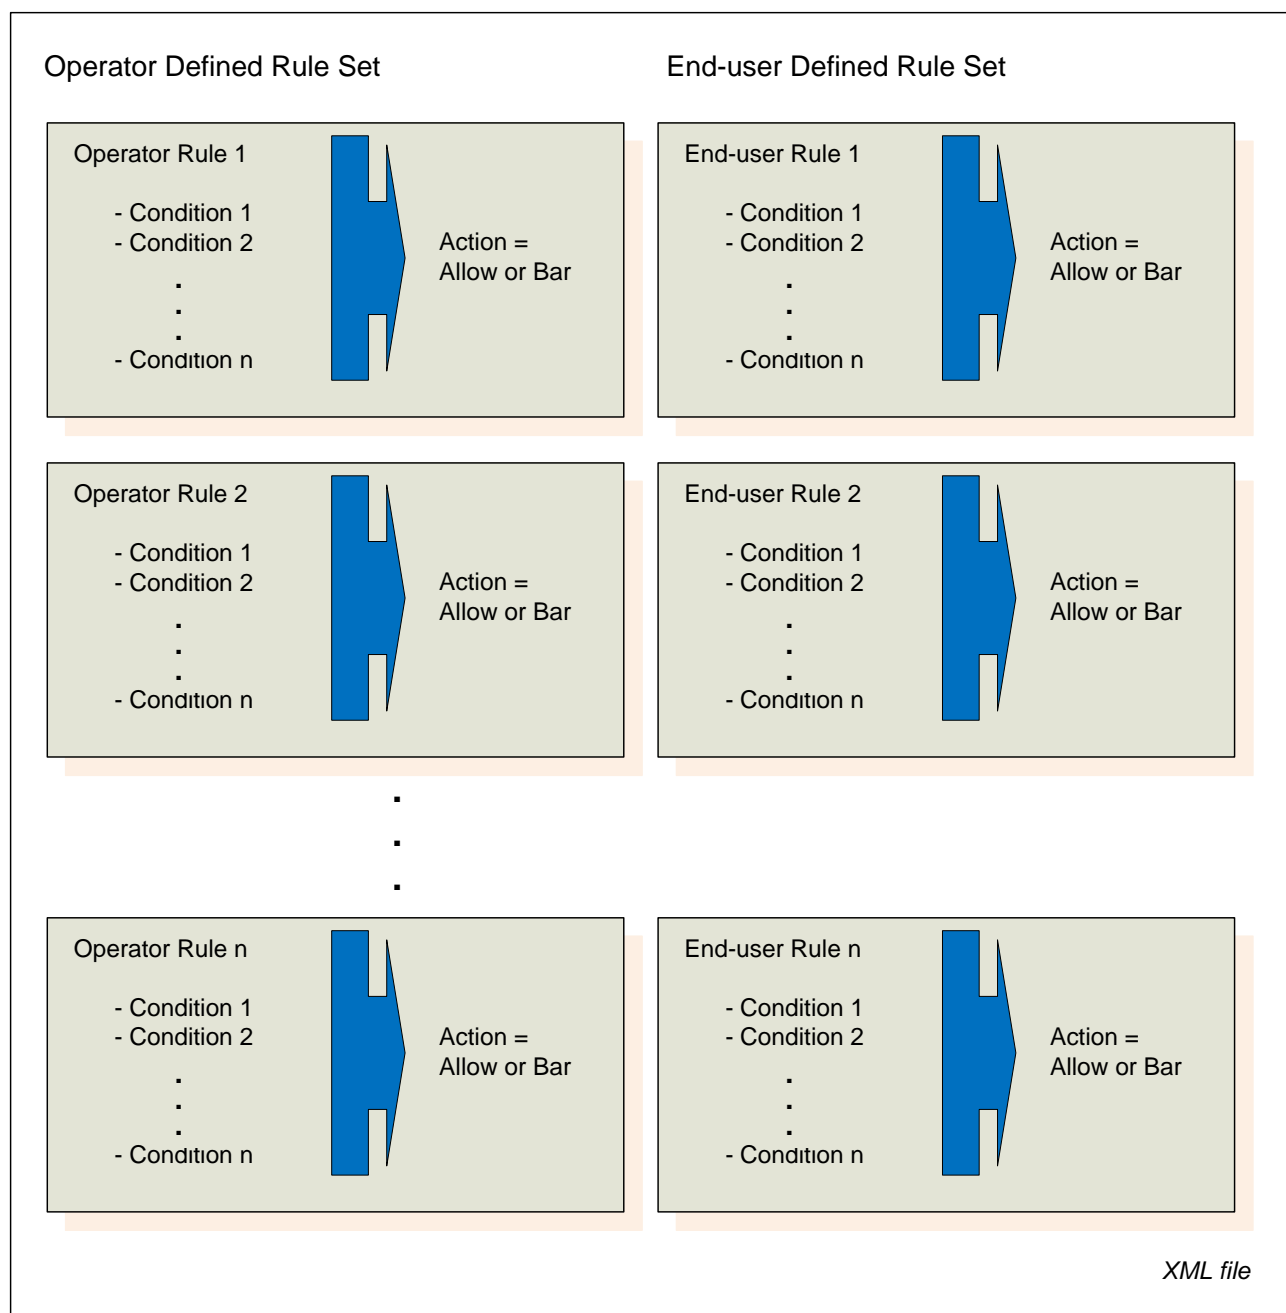 Operator Defined Rule Set
End-user Defined Rule Set
Operator Rule 1
- Condition 1
- Condition 2
.
.
.
- Condition n
Action =
Allow or Bar
End-user Rule 1
- Condition 1
- Condition 2
.
.
.
- Condition n
Action =
Allow or Bar
Operator Rule 2
- Condition 1
- Condition 2
.
.
.
- Condition n
Action =
Allow or Bar
End-user Rule 2
- Condition 1
- Condition 2
.
.
.
- Condition n
Action =
Allow or Bar
.
.
.
Operator Rule n
- Condition 1
- Condition 2
.
.
.
- Condition n
Action =
Allow or Bar
End-user Rule n
- Condition 1
- Condition 2
.
.
.
- Condition n
Action =
Allow or Bar
XML file